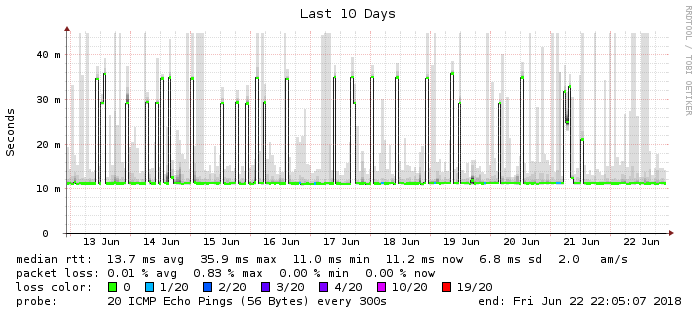 Last 10 Days
RRDTOOL / TOBI OETIKER
Seconds
40 m
30 m
20 m
10 m
0
13 Jun 14 Jun 15 Jun 16 Jun 17 Jun 18 Jun 19 Jun 20 Jun 21 Jun 22 Jun
median rtt: 13.7 ms avg 35.9 ms max 11.0 ms min 11.2 ms now 6.8 ms sd 2.0 am/s
packet loss: 0.01 % avg 0.83 % max 0.00 % min 0.00 % now
loss color: 0 1/20 2/20 3/20 4/20 10/20 19/20
probe: 20 ICMP Echo Pings (56 Bytes) every 300s end: Fri Jun 22 22:05:07 2018